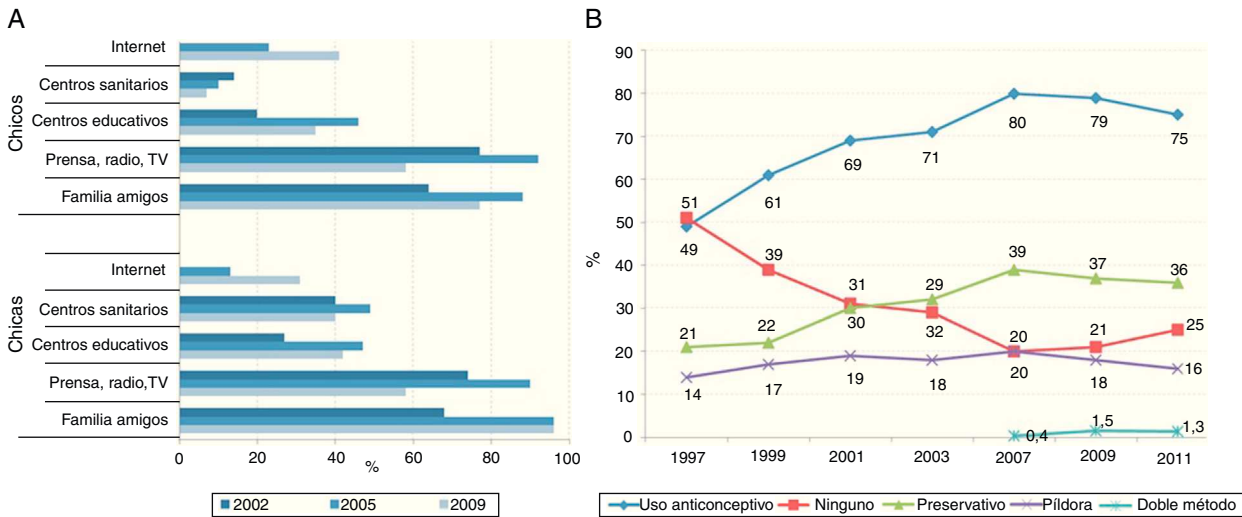 A
Chicos
Internet
Centros sanitarios
Centros educativos
Prensa, radio, TV
Familia amigos
Chicas
Internet
Centros sanitarios
Centros educativos
Prensa, radio,TV
Familia amigos
0 20 40 60 80 100
%
2002 2005 2009
B
%
90
80
70
60
50
40
30
20
10
0
49 61 69 71 80 79 75
51 39 31 32 20 21 25
21 22 30 29 39 37 36
14 17 19 18 20 18 16
0,4 1,5 1,3
1997 1999 2001 2003 2007 2009 2011
Uso anticonceptivo Ninguno Preservativo Píldora Doble método